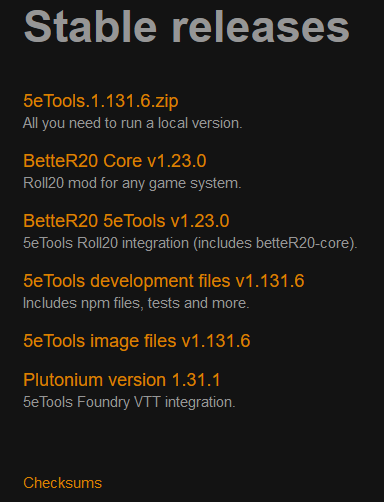 Stable releases
5eTools.1.131.6.zip
All you need to run a local version.
BetteR20 Core v1.23.0
Roll20 mod for any game system.
BetteR20 5eTools v1.23.0
5eTools Roll20 integration (includes betteR20-core).
5eTools development files v1.131.6
Includes npm files, tests and more.
5eTools image files v1.131.6
Plutonium version 1.31.1
5eTools Foundry VTT integration.
Checksums